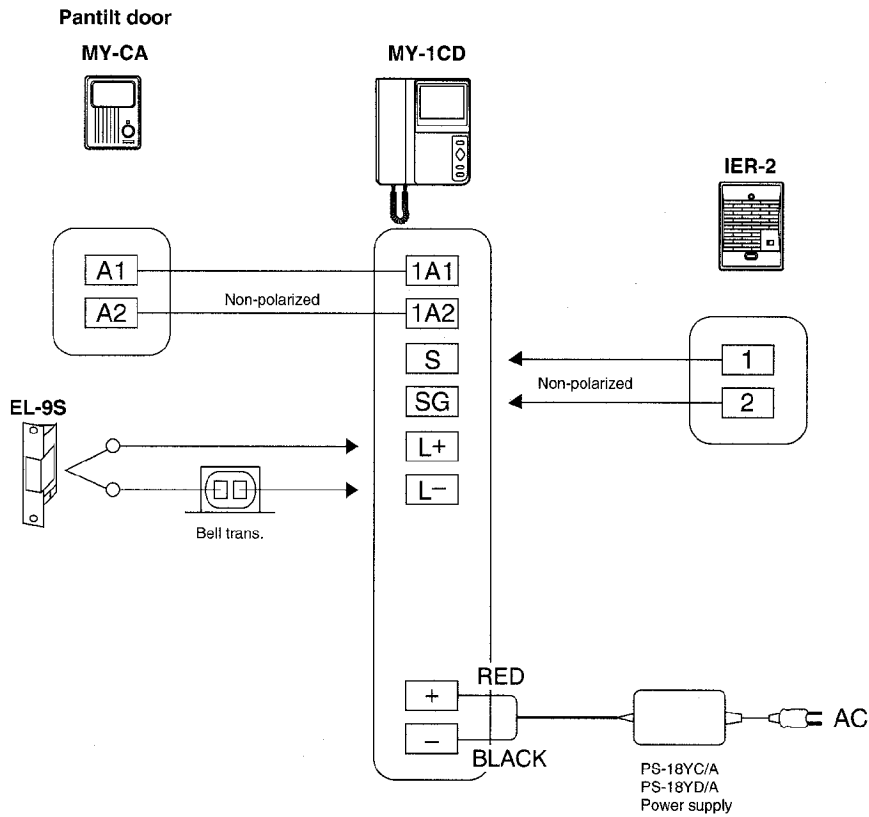 Pantilt door
MY-CA
MY-1CD
IER-2
A1
1A1
Non-polarized
A2
1A2
S
1
Non-polarized
SG
2
EL-9S
L+
L−
Bell trans.
RED
+
AC
−
BLACK
PS-18YC/A
PS-18YD/A
Power supply